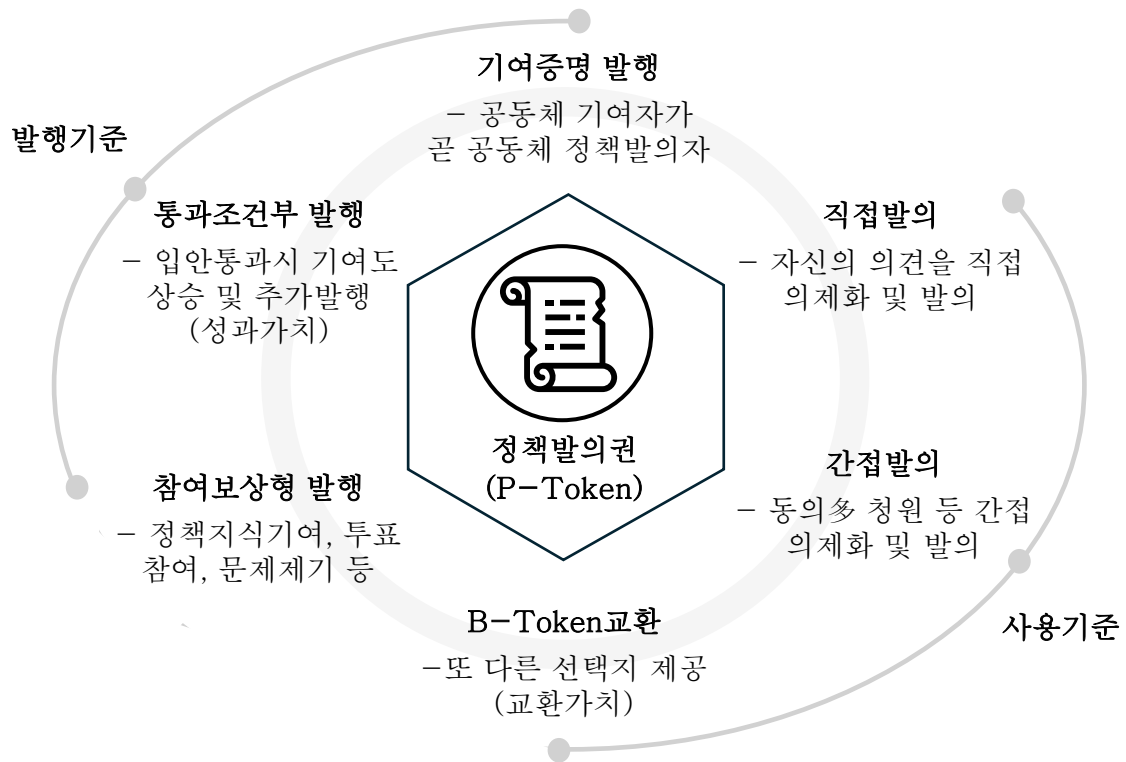 기여증명 발행
− 공동체 기여자가
곧 공동체 정책발의자
발행기준
통과조건부 발행
− 입안통과시 기여도
상승 및 추가발행
(성과가치)
직접발의
− 자신의 의견을 직접
의제화 및 발의
정책발의권
(P−Token)
참여보상형 발행
− 정책지식기여, 투표
참여, 문제제기 등
간접발의
− 동의多 청원 등 간접
의제화 및 발의
B−Token교환
−또 다른 선택지 제공
(교환가치)
사용기준